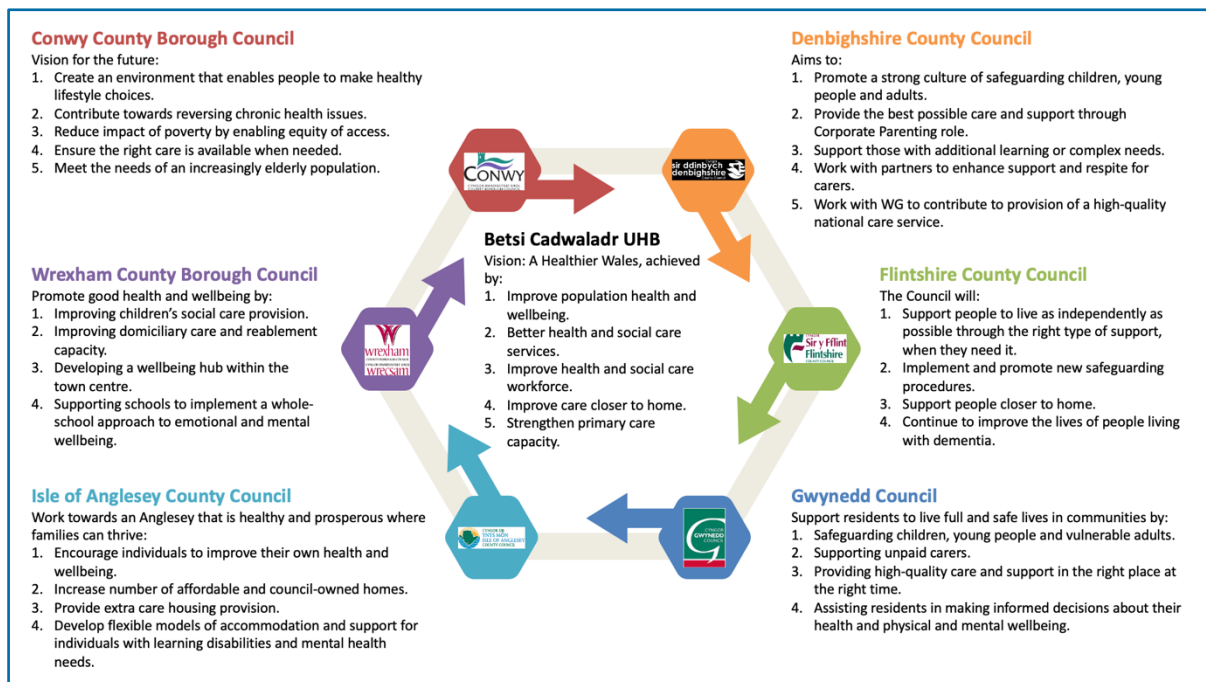 Conwy County Borough Council
Vision for the future:
1. Create an environment that enables people to make healthy
lifestyle choices.
2. Contribute towards reversing chronic health issues.
3. Reduce impact of poverty by enabling equity of access.
4. Ensure the right care is available when needed.
5. Meet the needs of an increasingly elderly population.
Denbighshire County Council
Aims to:
1. Promote a strong culture of safeguarding children, young
people and adults.
2. Provide the best possible care and support through
Corporate Parenting role.
3. Support those with additional learning or complex needs.
4. Work with partners to enhance support and respite for
carers.
5. Work with WG to contribute to provision of a high-quality
national care service.
CONWY
sir ddinbych
denbighshire
County Council
Betsi Cadwaladr UHB
Vision: A Healthier Wales, achieved
by:
1. Improve population health and
wellbeing.
2. Better health and social care
services.
3. Improve health and social care
workforce.
4. Improve care closer to home.
5. Strengthen primary care
capacity.
Wrexham County Borough Council
Promote good health and wellbeing by:
1. Improving children's social care provision.
2. Improving domiciliary care and reablement
capacity.
3. Developing a wellbeing hub within the
town centre.
4. Supporting schools to implement a whole-
school approach to emotional and mental
wellbeing.
wrexham
wrecsam
Flintshire County Council
The Council will:
1. Support people to live as independently as
possible through the right type of support,
when they need it.
2. Implement and promote new safeguarding
procedures.
3. Support people closer to home.
4. Continue to improve the lives of people living
with dementia.
CYNGOR
Sir y Fflint
Flintshire
COUNTY COUNCIL
Isle of Anglesey County Council
Work towards an Anglesey that is healthy and prosperous where
families can thrive:
1. Encourage individuals to improve their own health and
wellbeing.
2. Increase number of affordable and council-owned homes.
3. Provide extra care housing provision.
4. Develop flexible models of accommodation and support for
individuals with learning disabilities and mental health
needs.
CYNGOR SIR
YNYS MÔN
ISLE OF ANGLESEY
COUNTY COUNCIL
CYNGOR
GWYNEDD
COUNCIL
Gwynedd Council
Support residents to live full and safe lives in communities by:
1. Safeguarding children, young people and vulnerable adults.
2. Supporting unpaid carers.
3. Providing high-quality care and support in the right place at
the right time.
4. Assisting residents in making informed decisions about their
health and physical and mental wellbeing.